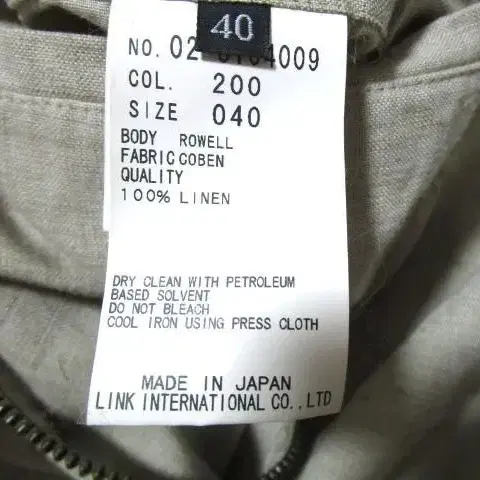 40
NO. 02
4009
COL. 200
SIZE 040
BODY ROWELL
FABRIC COBEN
QUALITY
100% LINEN
DRY CLEAN WITH PETROLEUM
BASED SOLVENT
DO NOT BLEACH
COOL IRON USING PRESS CLOTH
MADE IN JAPAN
LINK INTERNATIONAL CO.,LTD